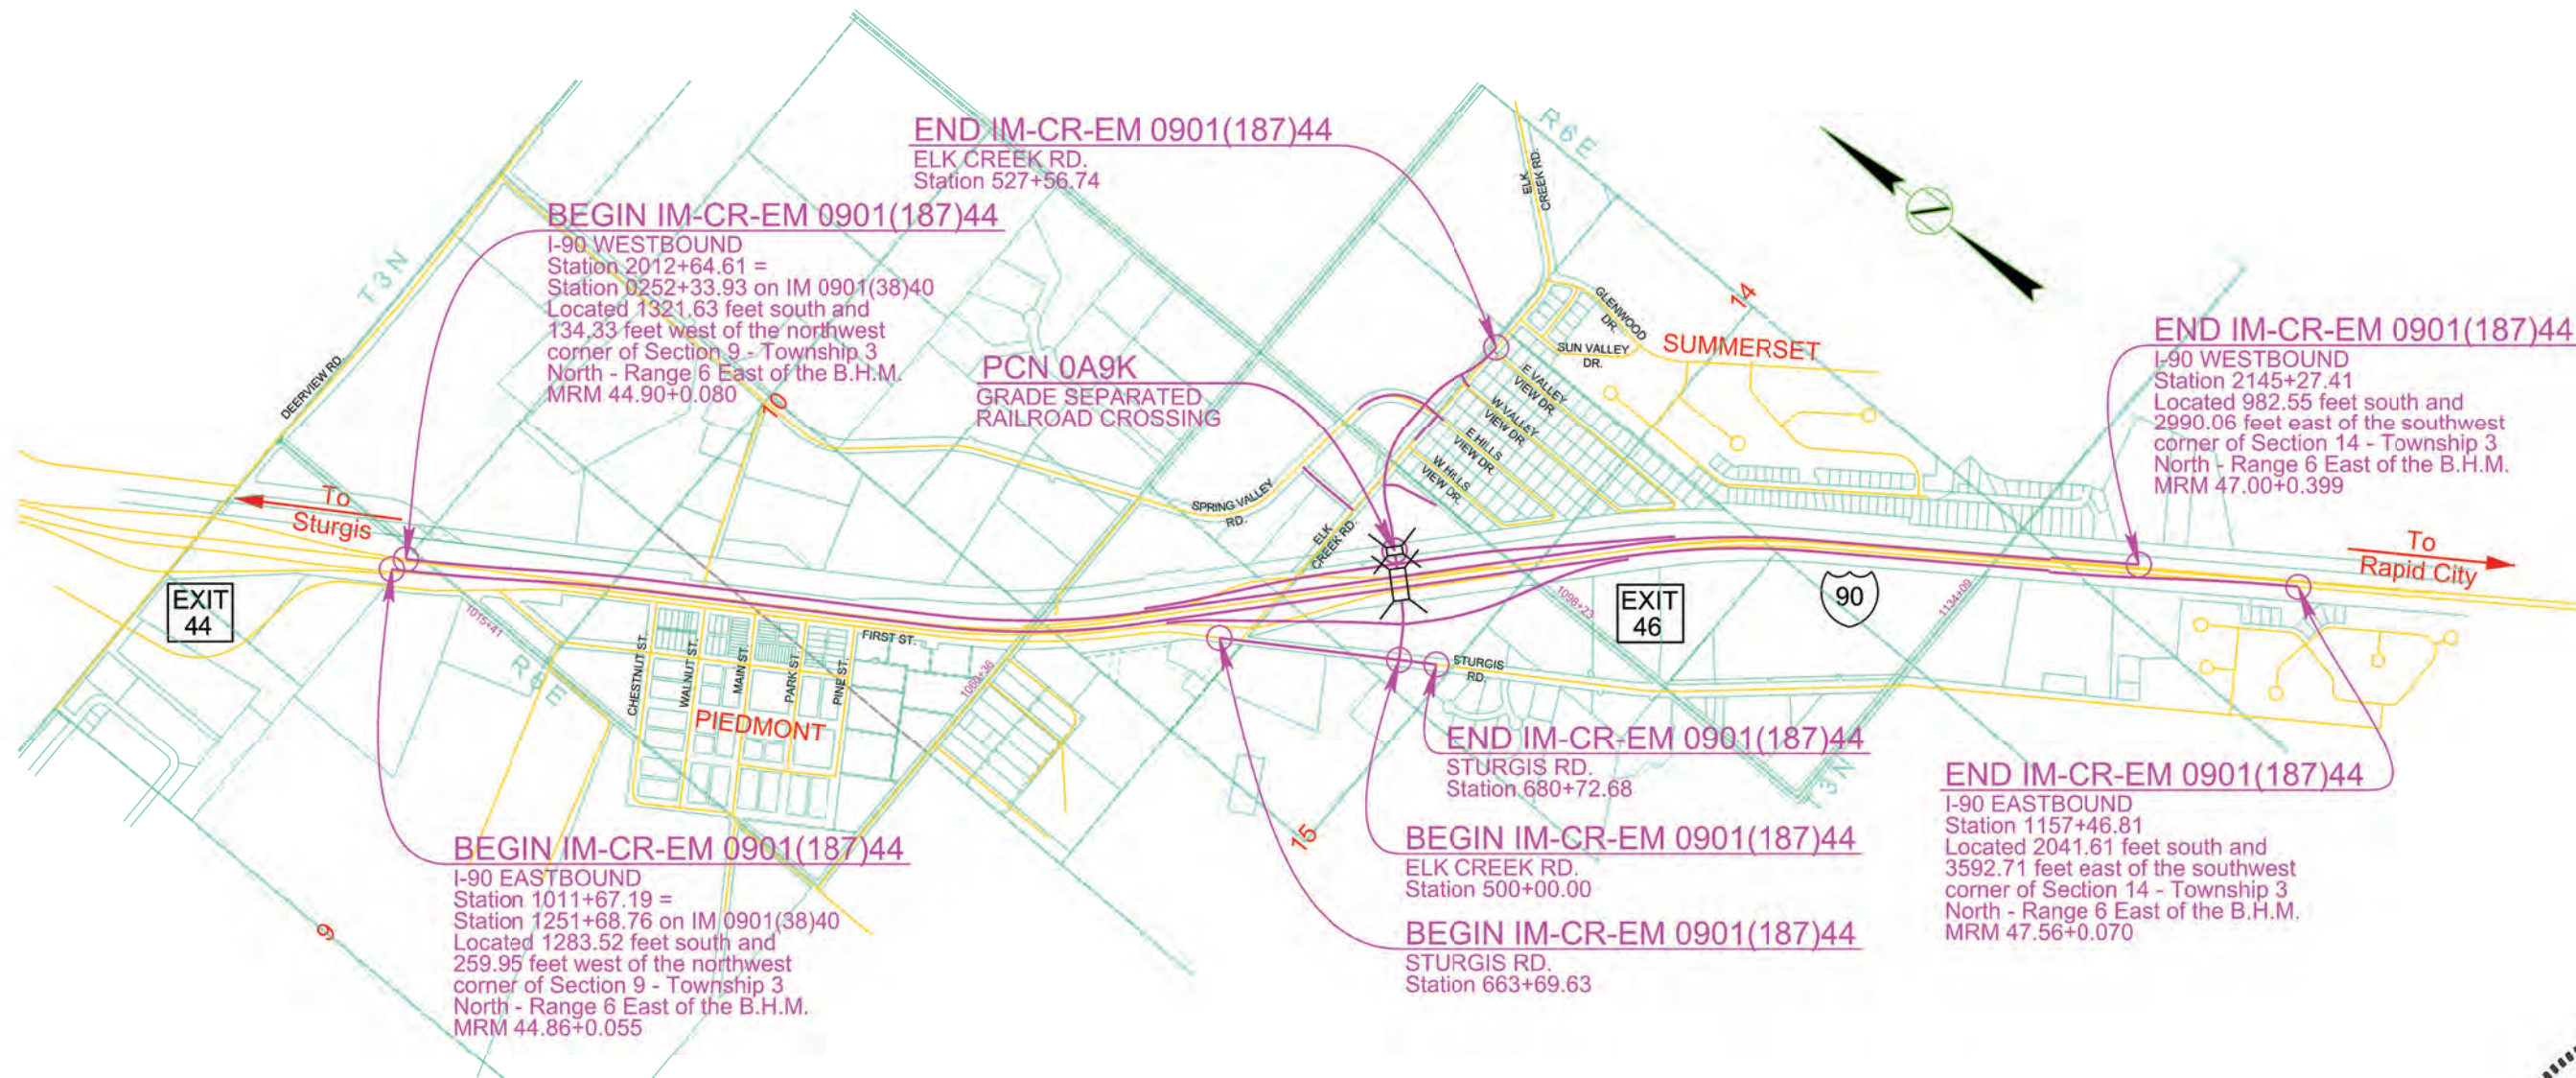 END IM-CR-EM 0901(187)44
ELK CREEK RD.
Station 527+56.74
BEGIN IM-CR-EM 0901(187)44
I-90 WESTBOUND
Station 2012+64.61 =
Station 0252+33.93 on IM 0901(38)40
Located 1321.63 feet south and
134.33 feet west of the northwest
corner of Section 9 - Township 3
North - Range 6 East of the B.H.M.
MRM 44.90+0.080
PCN 0A9K
GRADE SEPARATED
RAILROAD CROSSING
R6E
T3N
ELK
CREEK RD.
GLENWOOD
DR.
SUN VALLEY
DR.
14
SUMMERSET
END IM-CR-EM 0901(187)44
I-90 WESTBOUND
Station 2145+27.41
Located 982.55 feet south and
2990.06 feet east of the southwest
corner of Section 14 - Township 3
North - Range 6 East of the B.H.M.
MRM 47.00+0.399
DEERVIEW RD.
10
E VALLEY
VIEW DR.
W VALLEY
VIEW DR.
E HILLS
VIEW DR.
W HILLS
VIEW DR.
SPRING VALLEY
RD.
ELK
CREEK RD.
To
Sturgis
To
Rapid City
EXIT
44
EXIT
46
90
1015+41
R6E
1060+36
1098+23
1134+09
CHESTNUT ST.
WALNUT ST.
MAIN ST.
PARK ST.
PINE ST.
FIRST ST.
PIEDMONT
STURGIS
RD.
END IM-CR-EM 0901(187)44
STURGIS RD.
Station 680+72.68
T3N
15
9
BEGIN IM-CR-EM 0901(187)44
ELK CREEK RD.
Station 500+00.00
BEGIN IM-CR-EM 0901(187)44
STURGIS RD.
Station 663+69.63
END IM-CR-EM 0901(187)44
I-90 EASTBOUND
Station 1157+46.81
Located 2041.61 feet south and
3592.71 feet east of the southwest
corner of Section 14 - Township 3
North - Range 6 East of the B.H.M.
MRM 47.56+0.070
BEGIN IM-CR-EM 0901(187)44
I-90 EASTBOUND
Station 1011+67.19 =
Station 1251+68.76 on IM 0901(38)40
Located 1283.52 feet south and
259.95 feet west of the northwest
corner of Section 9 - Township 3
North - Range 6 East of the B.H.M.
MRM 44.86+0.055